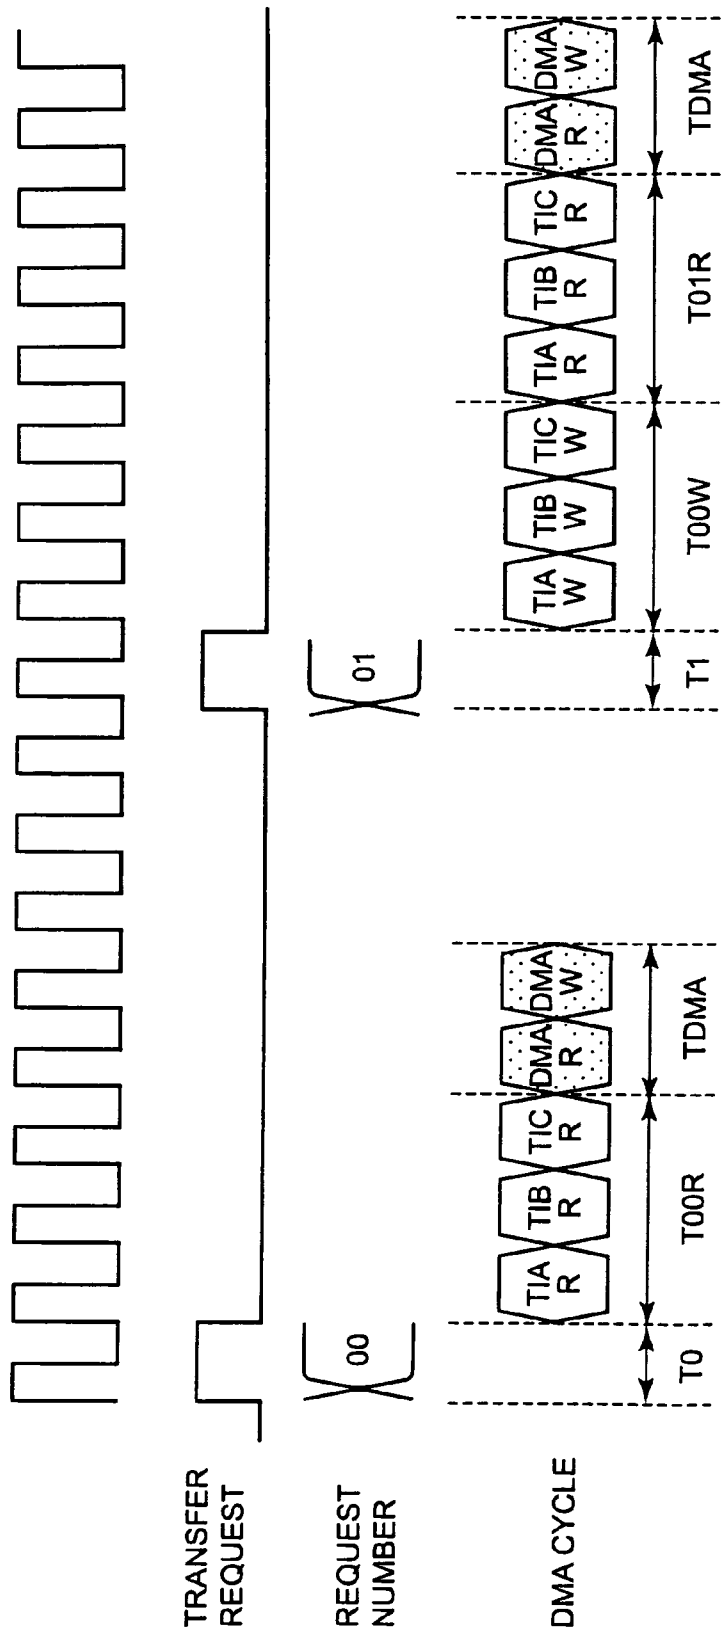 TRANSFER
REQUEST
REQUEST
NUMBER
00
01
DMA CYCLE
TIA
R
TIB
R
TIC
R
DMA
R
DMA
W
TIA
W
TIB
W
TIC
W
TIA
R
TIB
R
TIC
R
DMA
R
DMA
W
T0
T00R
TDMA
T1
T00W
T01R
TDMA